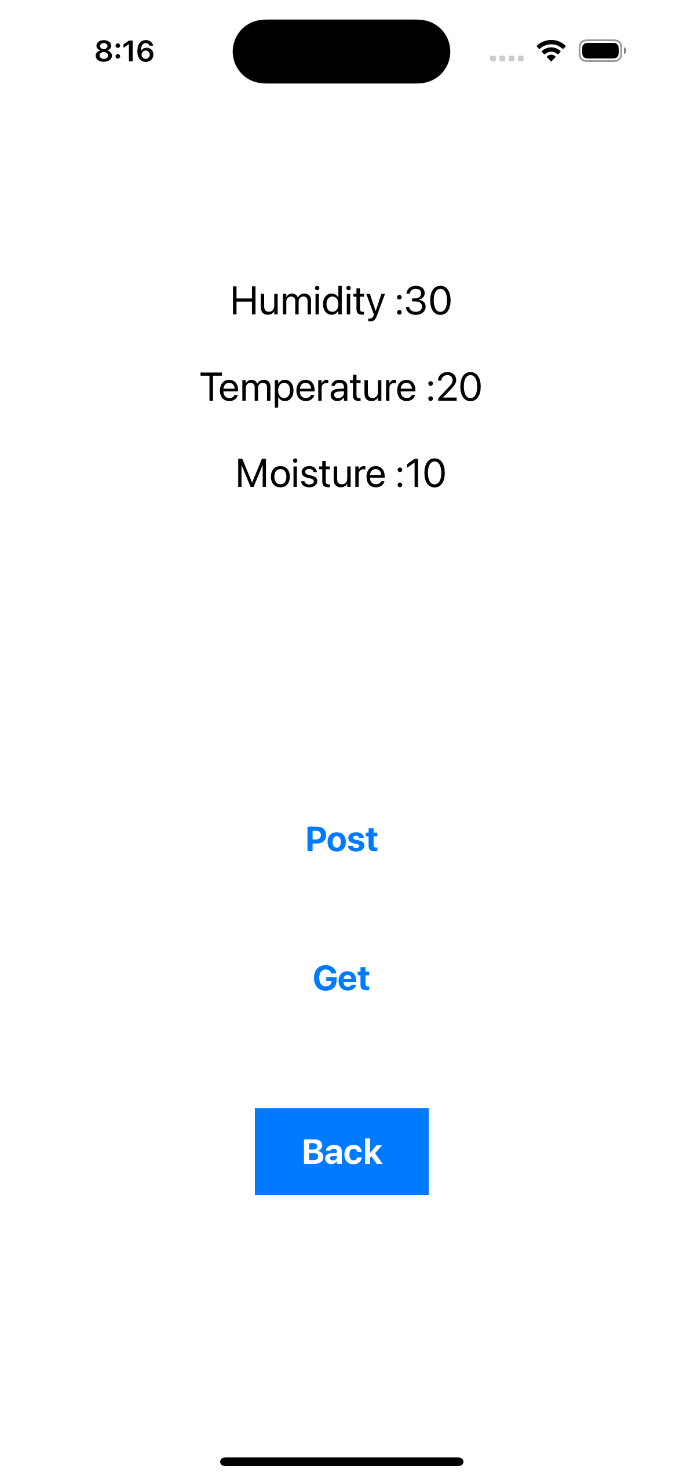 8:16
Humidity :30
Temperature :20
Moisture :10
Post
Get
Back